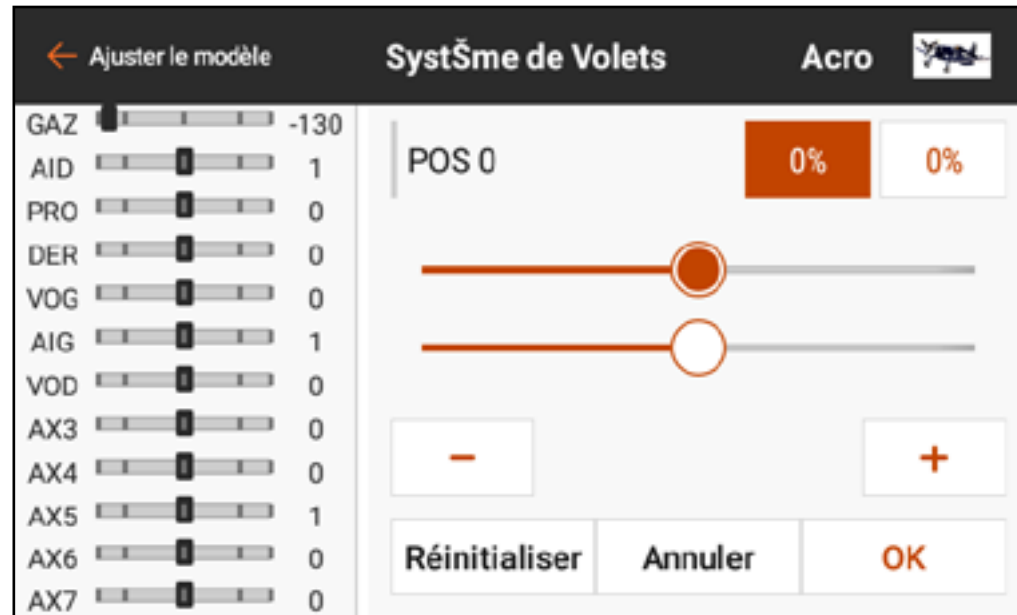 Ajuster le modèle SystŠme de Volets Acro
GAZ -130
AID 1
PRO 0
DER 0
VOG 0
AIG 1
VOD 0
AX3 0
AX4 0
AX5 1
AX6 0
AX7 0
POS 0 0% 0%
− +
Réinitialiser Annuler OK